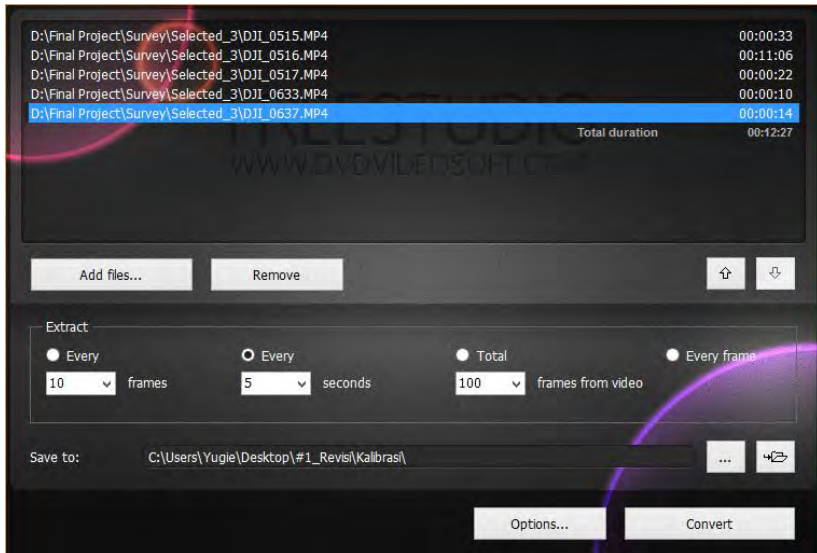 D:\Final Project\Survey\Selected_3\DJI_0515.MP4 00:00:33
D:\Final Project\Survey\Selected_3\DJI_0516.MP4 00:11:06
D:\Final Project\Survey\Selected_3\DJI_0517.MP4 00:00:22
D:\Final Project\Survey\Selected_3\DJI_0633.MP4 00:00:10
D:\Final Project\Survey\Selected_3\DJI_0637.MP4 00:00:14
Total duration 00:12:27
FREESTUDIO
WWW.DVDVIDEOSOFT.COM
Add files... Remove
Extract
Every Every Total Every frame
10 frames 5 seconds 100 frames from video
Save to: C:\Users\Yugie\Desktop\#1_Revisi\Kalibrasi\ ...
Options... Convert